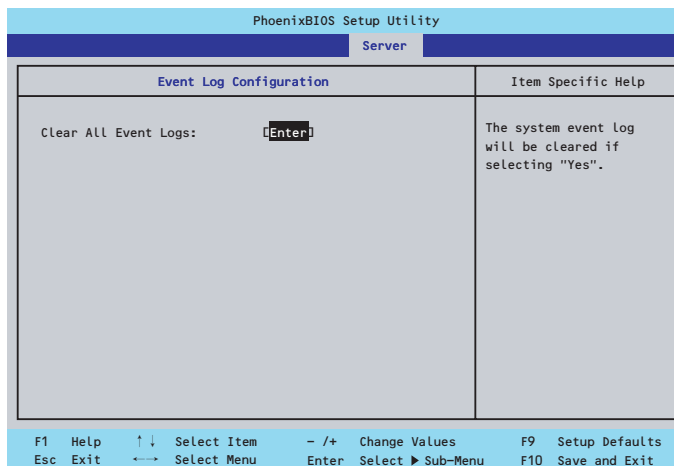 PhoenixBIOS Setup Utility
Server
Event Log Configuration
Item Specific Help
Clear All Event Logs: [Enter]
The system event log
will be cleared if
selecting "Yes".
F1 Help ↑↓ Select Item - /+ Change Values F9 Setup Defaults
Esc Exit ←→ Select Menu Enter Select ▶ Sub-Menu F10 Save and Exit